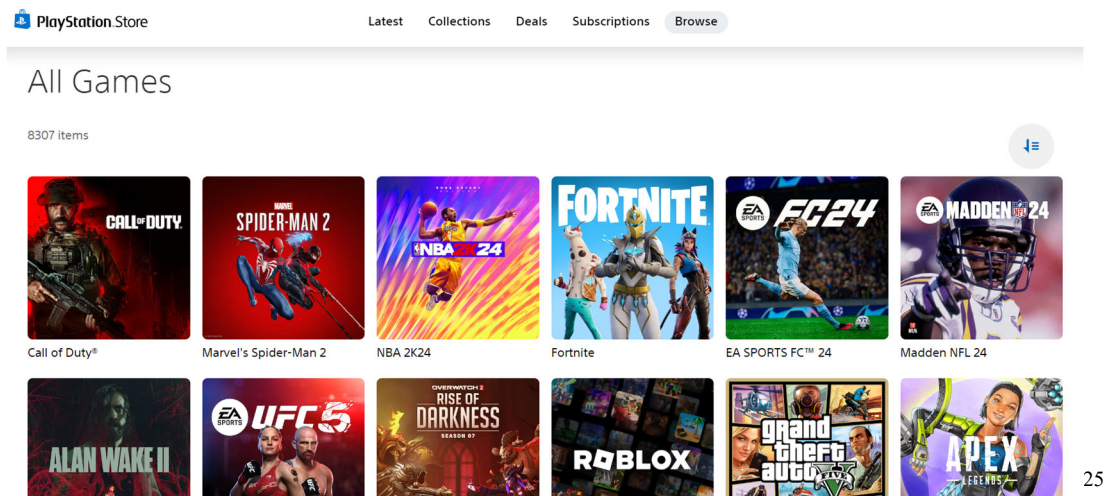 PlayStation.Store
Latest Collections Deals Subscriptions Browse
All Games
8307 items
CALL OF DUTY
MARVEL
SPIDER-MAN 2
NBA 2K24
FORTNITE
EA SPORTS FC24
EA SPORTS MADDEN NFL 24
Call of Duty®
Marvel's Spider-Man 2
NBA 2K24
Fortnite
EA SPORTS FC™ 24
Madden NFL 24
ALAN WAKE II
EA SPORTS UFC 5
OVERWATCH 2
RISE OF
DARKNESS
SEASON 07
ROBLOX
grand
theft
auto
FIVE
APEX
LEGENDS
25